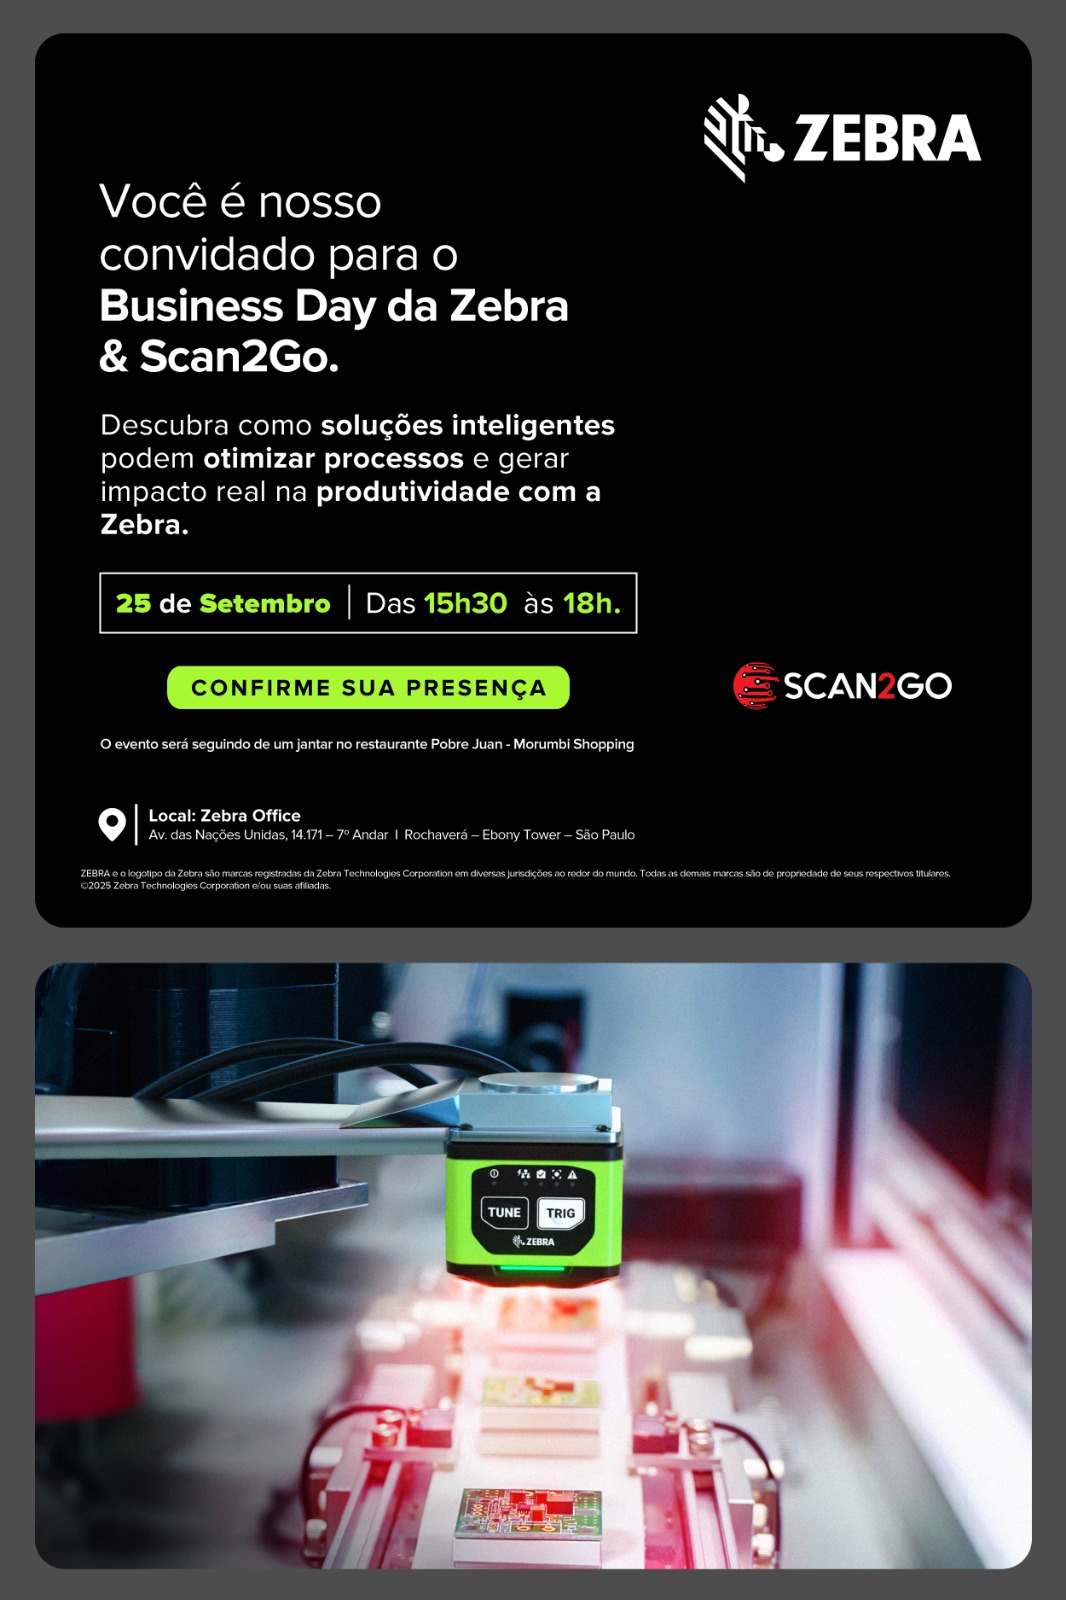 ZEBRA
Você é nosso
convidado para o
Business Day da Zebra
& Scan2Go.
Descubra como soluções inteligentes
podem otimizar processos e gerar
impacto real na produtividade com a
Zebra.
25 de Setembro | Das 15h30 às 18h.
CONFIRME SUA PRESENÇA
SCAN2GO
O evento será seguindo de um jantar no restaurante Pobre Juan - Morumbi Shopping
Local: Zebra Office
Av. das Nações Unidas, 14.171 – 7º Andar I Rochaverá – Ebony Tower – São Paulo
ZEBRA e o logotipo da Zebra são marcas registradas da Zebra Technologies Corporation em diversas jurisdições ao redor do mundo. Todas as demais marcas são de propriedade de seus respectivos titulares.
©2025 Zebra Technologies Corporation e/ou suas afiliadas.
TUNE TRIG
ZEBRA